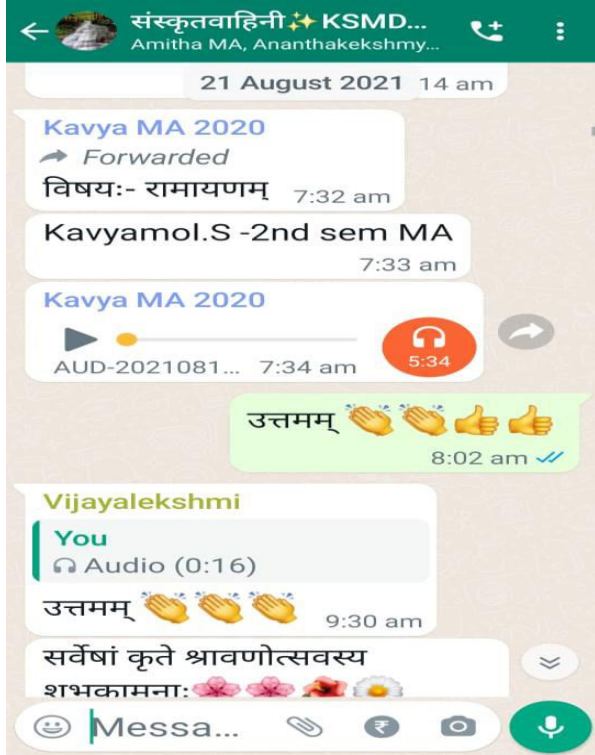 संस्कृतवाहिनी✨KSMD...
Amitha MA, Ananthakekshmy...
21 August 2021 14 am
Kavya MA 2020
Forwarded
विषयः- रामायणम् 7:32 am
Kavyamol.S -2nd sem MA
7:33 am
Kavya MA 2020
5:34
AUD-2021081... 7:34 am
उत्तमम् 👏👏👍👍
8:02 am
Vijayalekshmi
You
Audio (0:16)
उत्तमम् 👏👏👏
9:30 am
सर्वेषां कृते श्रावणोत्सवस्य
शुभकामनाः🌸🌸🌺🌼
Messa...
₹